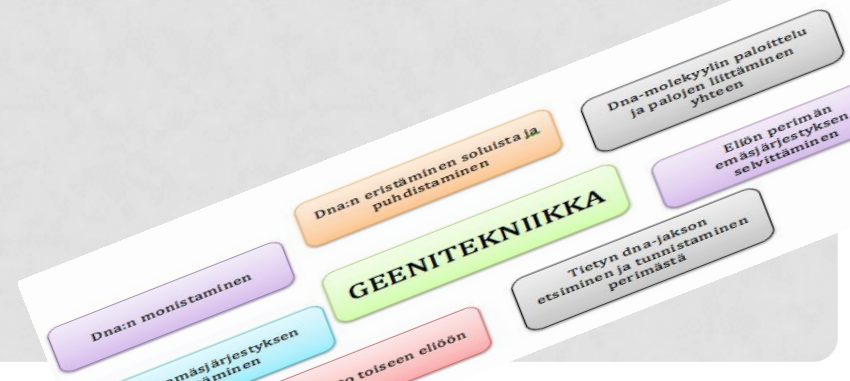 Dna-molekyylin paloittelu
ja palojen liittäminen
yhteen
Dna:n eristäminen soluista ja
puhdistaminen
Eliön perimän
emäsjärjestyksen
selvittäminen
GEENITEKNIIKKA
Tietyn dna-jakson
etsiminen ja tunnistaminen
perimästä
Dna:n monistaminen
emäsjärjestyksen
toiseen eliöön